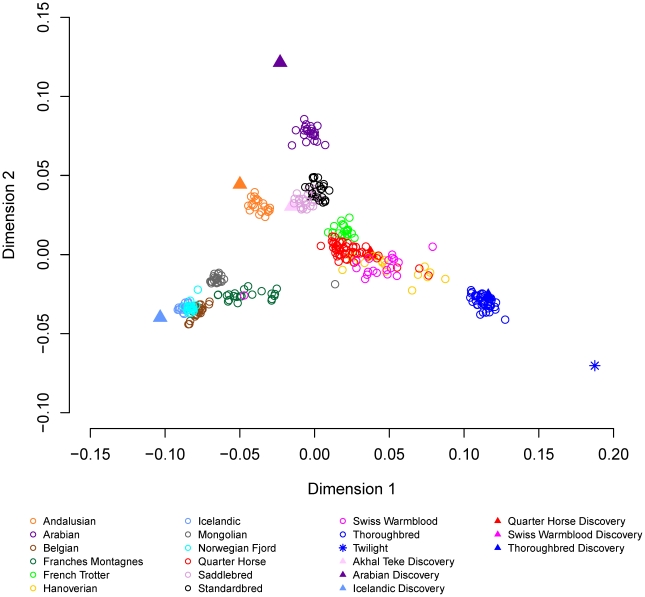 0.15
0.10
0.05
0.00
−0.05
−0.10
Dimension 2
−0.15 −0.10 −0.05 0.00 0.05 0.10 0.15 0.20
Dimension 1
Andalusian
Arabian
Belgian
Franches Montagnes
French Trotter
Hanoverian
Icelandic
Mongolian
Norwegian Fjord
Quarter Horse
Saddlebred
Standardbred
Swiss Warmblood
Thoroughbred
Twilight
Akhal Teke Discovery
Arabian Discovery
Icelandic Discovery
Quarter Horse Discovery
Swiss Warmblood Discovery
Thoroughbred Discovery